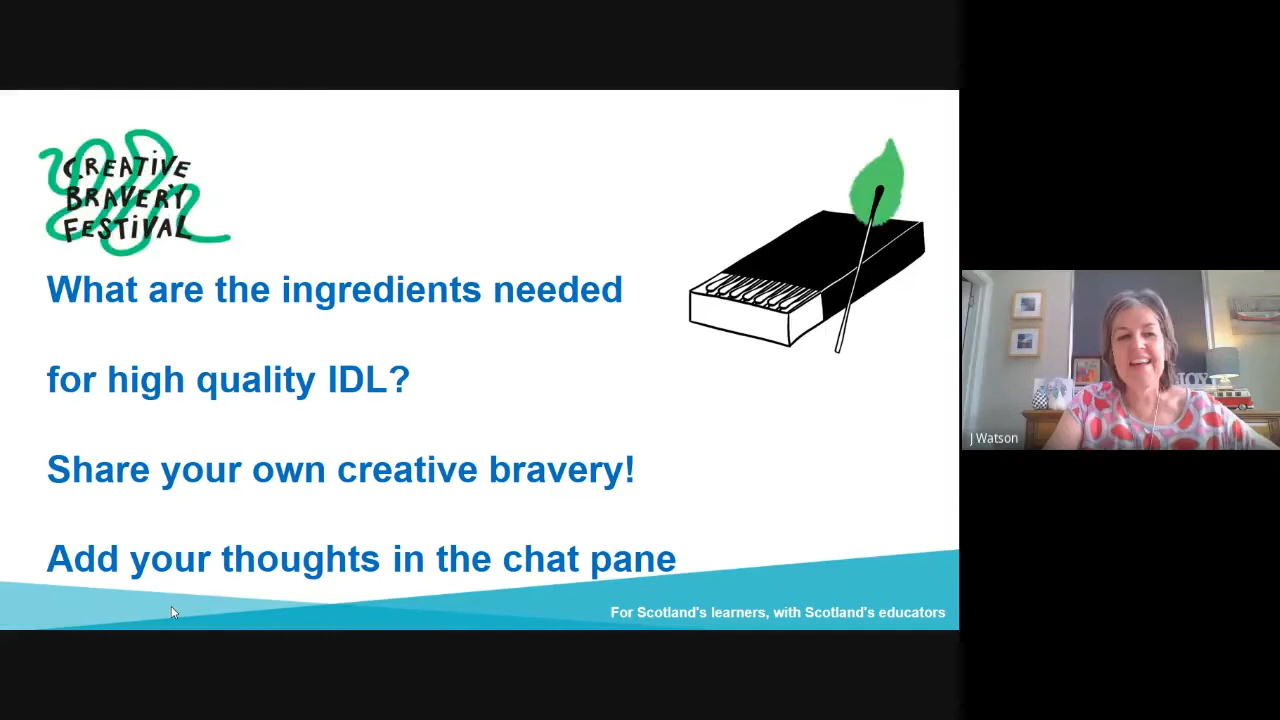 CREATIVE
BRAVERY
FESTIVAL
What are the ingredients needed
for high quality IDL?
Share your own creative bravery!
Add your thoughts in the chat pane
For Scotland's learners, with Scotland's educators
J Watson
JOY